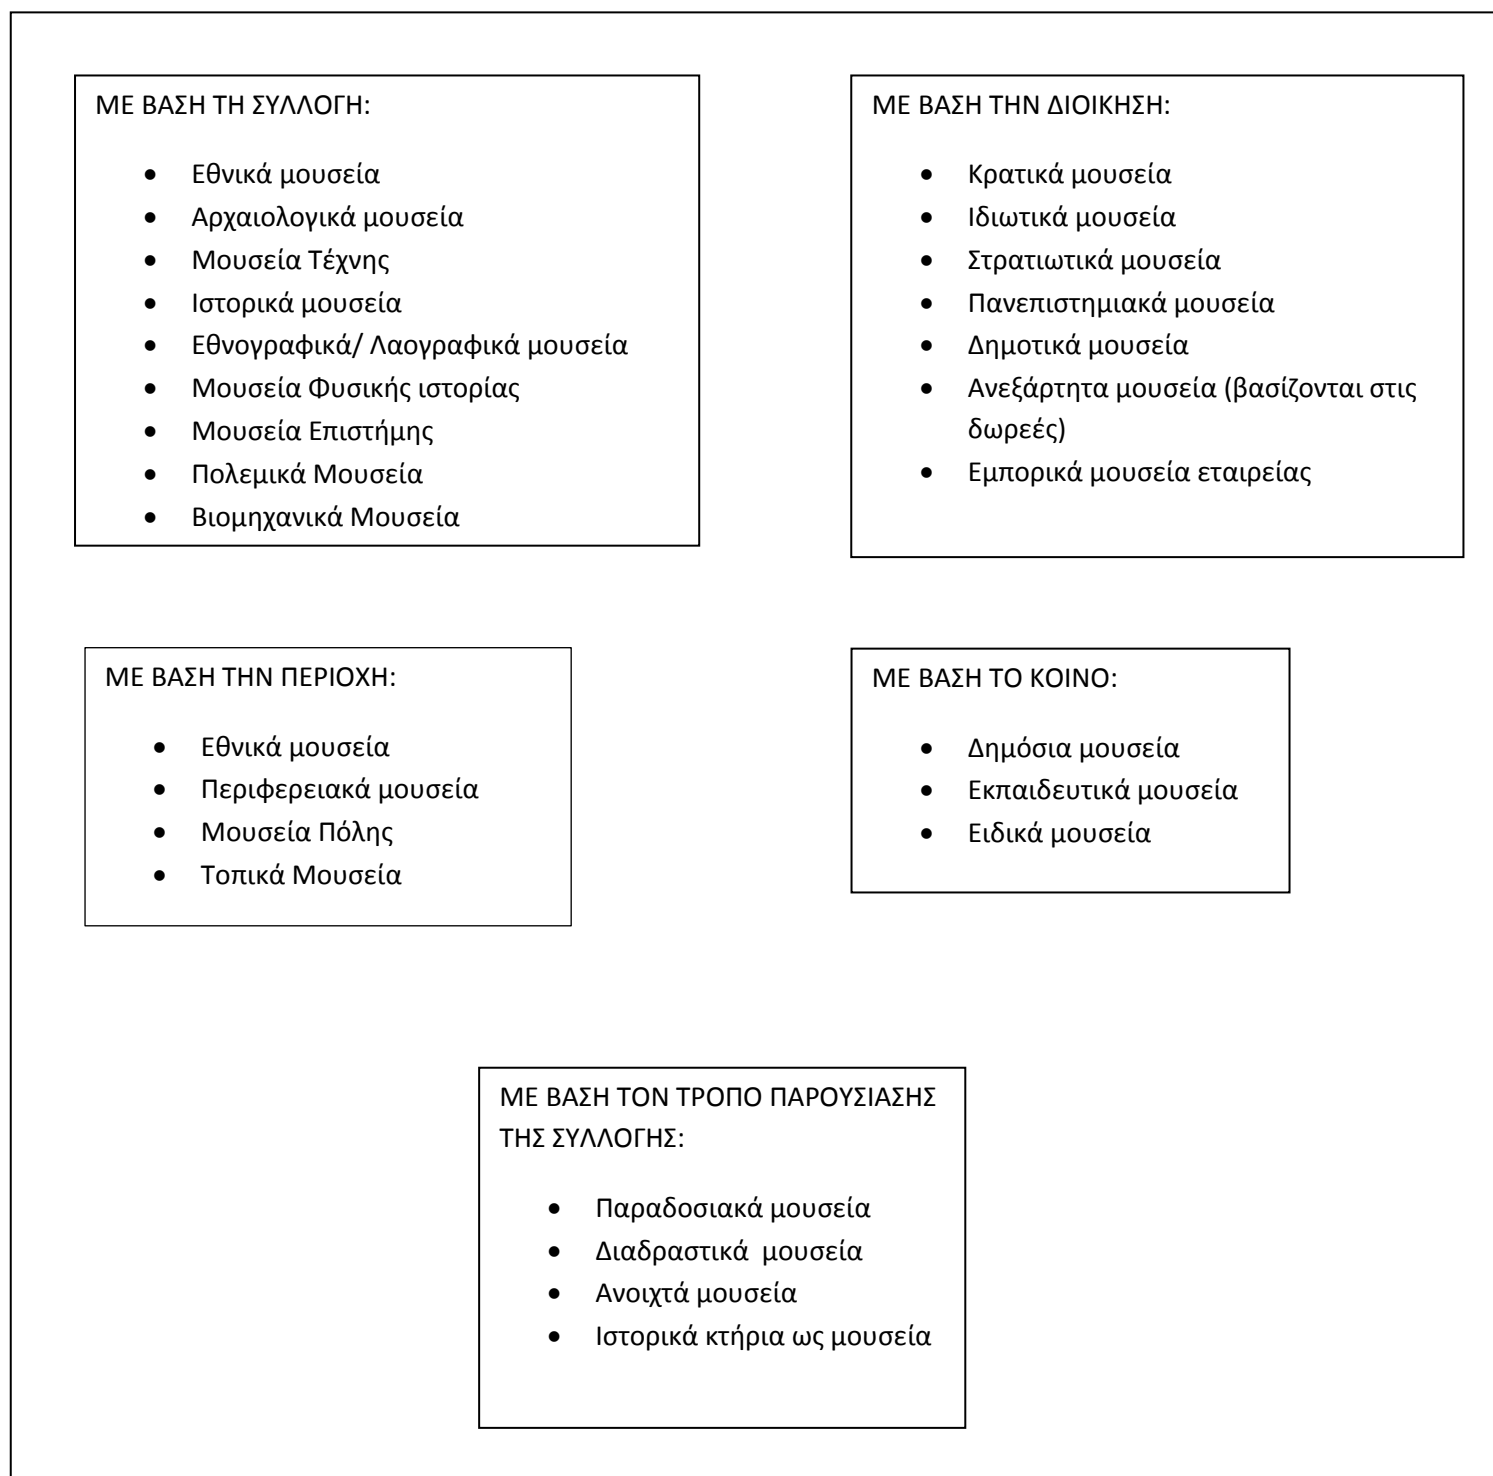 ΜΕ ΒΑΣΗ ΤΗ ΣΥΛΛΟΓΗ:
• Εθνικά μουσεία
• Αρχαιολογικά μουσεία
• Μουσεία Τέχνης
• Ιστορικά μουσεία
• Εθνογραφικά/ Λαογραφικά μουσεία
• Μουσεία Φυσικής ιστορίας
• Μουσεία Επιστήμης
• Πολεμικά Μουσεία
• Βιομηχανικά Μουσεία
ΜΕ ΒΑΣΗ ΤΗΝ ΔΙΟΙΚΗΣΗ:
• Κρατικά μουσεία
• Ιδιωτικά μουσεία
• Στρατιωτικά μουσεία
• Πανεπιστημιακά μουσεία
• Δημοτικά μουσεία
• Ανεξάρτητα μουσεία (βασίζονται στις
δωρεές)
• Εμπορικά μουσεία εταιρείας
ΜΕ ΒΑΣΗ ΤΗΝ ΠΕΡΙΟΧΗ:
• Εθνικά μουσεία
• Περιφερειακά μουσεία
• Μουσεία Πόλης
• Τοπικά Μουσεία
ΜΕ ΒΑΣΗ ΤΟ ΚΟΙΝΟ:
• Δημόσια μουσεία
• Εκπαιδευτικά μουσεία
• Ειδικά μουσεία
ΜΕ ΒΑΣΗ ΤΟΝ ΤΡΟΠΟ ΠΑΡΟΥΣΙΑΣΗΣ
ΤΗΣ ΣΥΛΛΟΓΗΣ:
• Παραδοσιακά μουσεία
• Διαδραστικά  μουσεία
• Ανοιχτά μουσεία
• Ιστορικά κτήρια ως μουσεία